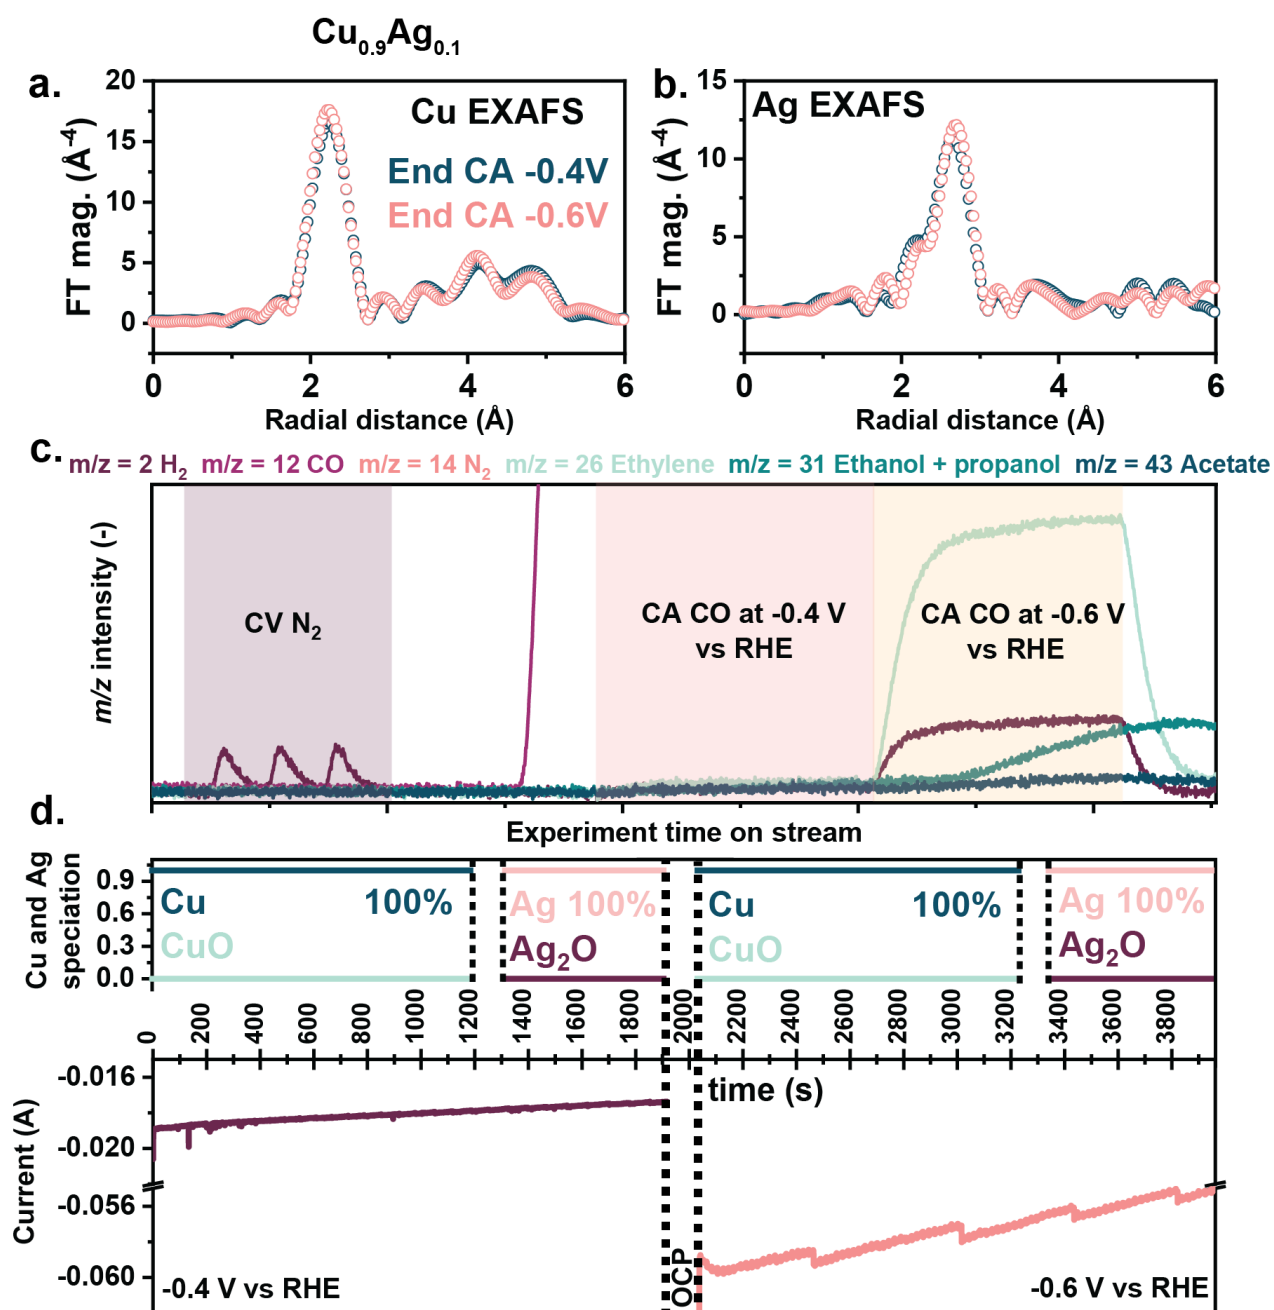 Cu0.9Ag0.1
a.
20
15
10
5
0
FT mag. (Å-4)
Cu EXAFS
End CA -0.4V
End CA -0.6V
0 2 4 6
Radial distance (Å)
b.
15
10
5
0
FT mag. (Å-4)
Ag EXAFS
0 2 4 6
Radial distance (Å)
c.
m/z = 2 H2 m/z = 12 CO m/z = 14 N2 m/z = 26 Ethylene m/z = 31 Ethanol + propanol m/z = 43 Acetate
m/z intensity (-)
CV N2
CA CO at -0.4 V
vs RHE
CA CO at -0.6 V
vs RHE
Experiment time on stream
d.
Cu and Ag
speciation
0.9
0.6
0.3
0.0
Cu 100%
CuO
Ag 100%
Ag2O
Cu 100%
CuO
Ag 100%
Ag2O
0 200 400 600 800 1000 1200 1400 1600 1800 2000 2200 2400 2600 2800 3000 3200 3400 3600 3800
time (s)
Current (A)
-0.016
-0.020
-0.056
-0.060
-0.4 V vs RHE
OCP
-0.6 V vs RHE